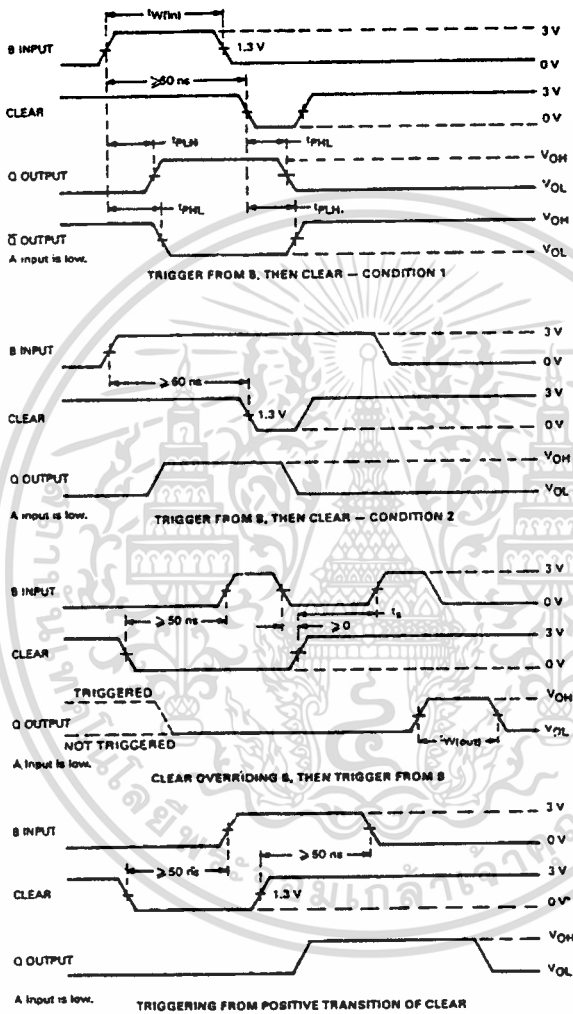 tW(in)
3 V
B INPUT
1.3 V
0 V
≥60 ns
3 V
CLEAR
0 V
tPLH
tPHL
VOH
Q OUTPUT
VOL
tPHL
tPLH
VOH
Q̅ OUTPUT
VOL
A input is low.
TRIGGER FROM B, THEN CLEAR — CONDITION 1
3 V
B INPUT
0 V
≥ 60 ns
3 V
CLEAR
1.3 V
0 V
VOH
Q OUTPUT
VOL
A input is low.
TRIGGER FROM B, THEN CLEAR — CONDITION 2
3 V
B INPUT
0 V
≥ 50 ns
≥ 0
ts
3 V
CLEAR
0 V
TRIGGERED
VOH
Q OUTPUT
NOT TRIGGERED
tW(out)
VOL
A Input is low.
CLEAR OVERRIDING B, THEN TRIGGER FROM B
3 V
B INPUT
0 V
≥ 50 ns
≥ 50 ns
3 V
CLEAR
1.3 V
0 V
VOH
Q OUTPUT
VOL
A Input is low.
TRIGGERING FROM POSITIVE TRANSITION OF CLEAR